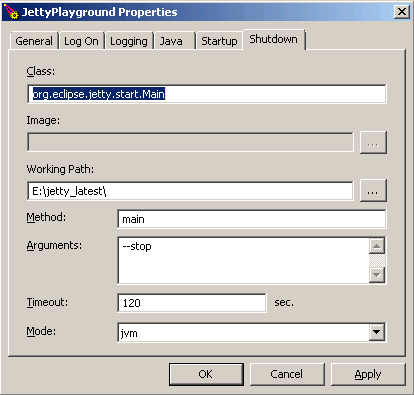 JettyPlayground Properties
General Log On Logging Java Startup Shutdown
Class:
org.eclipse.jetty.start.Main
Image:
...
Working Path:
E:\jetty_latest\ ...
Method: main
Arguments: --stop
Timeout: 120 sec.
Mode: jvm
OK Cancel Apply